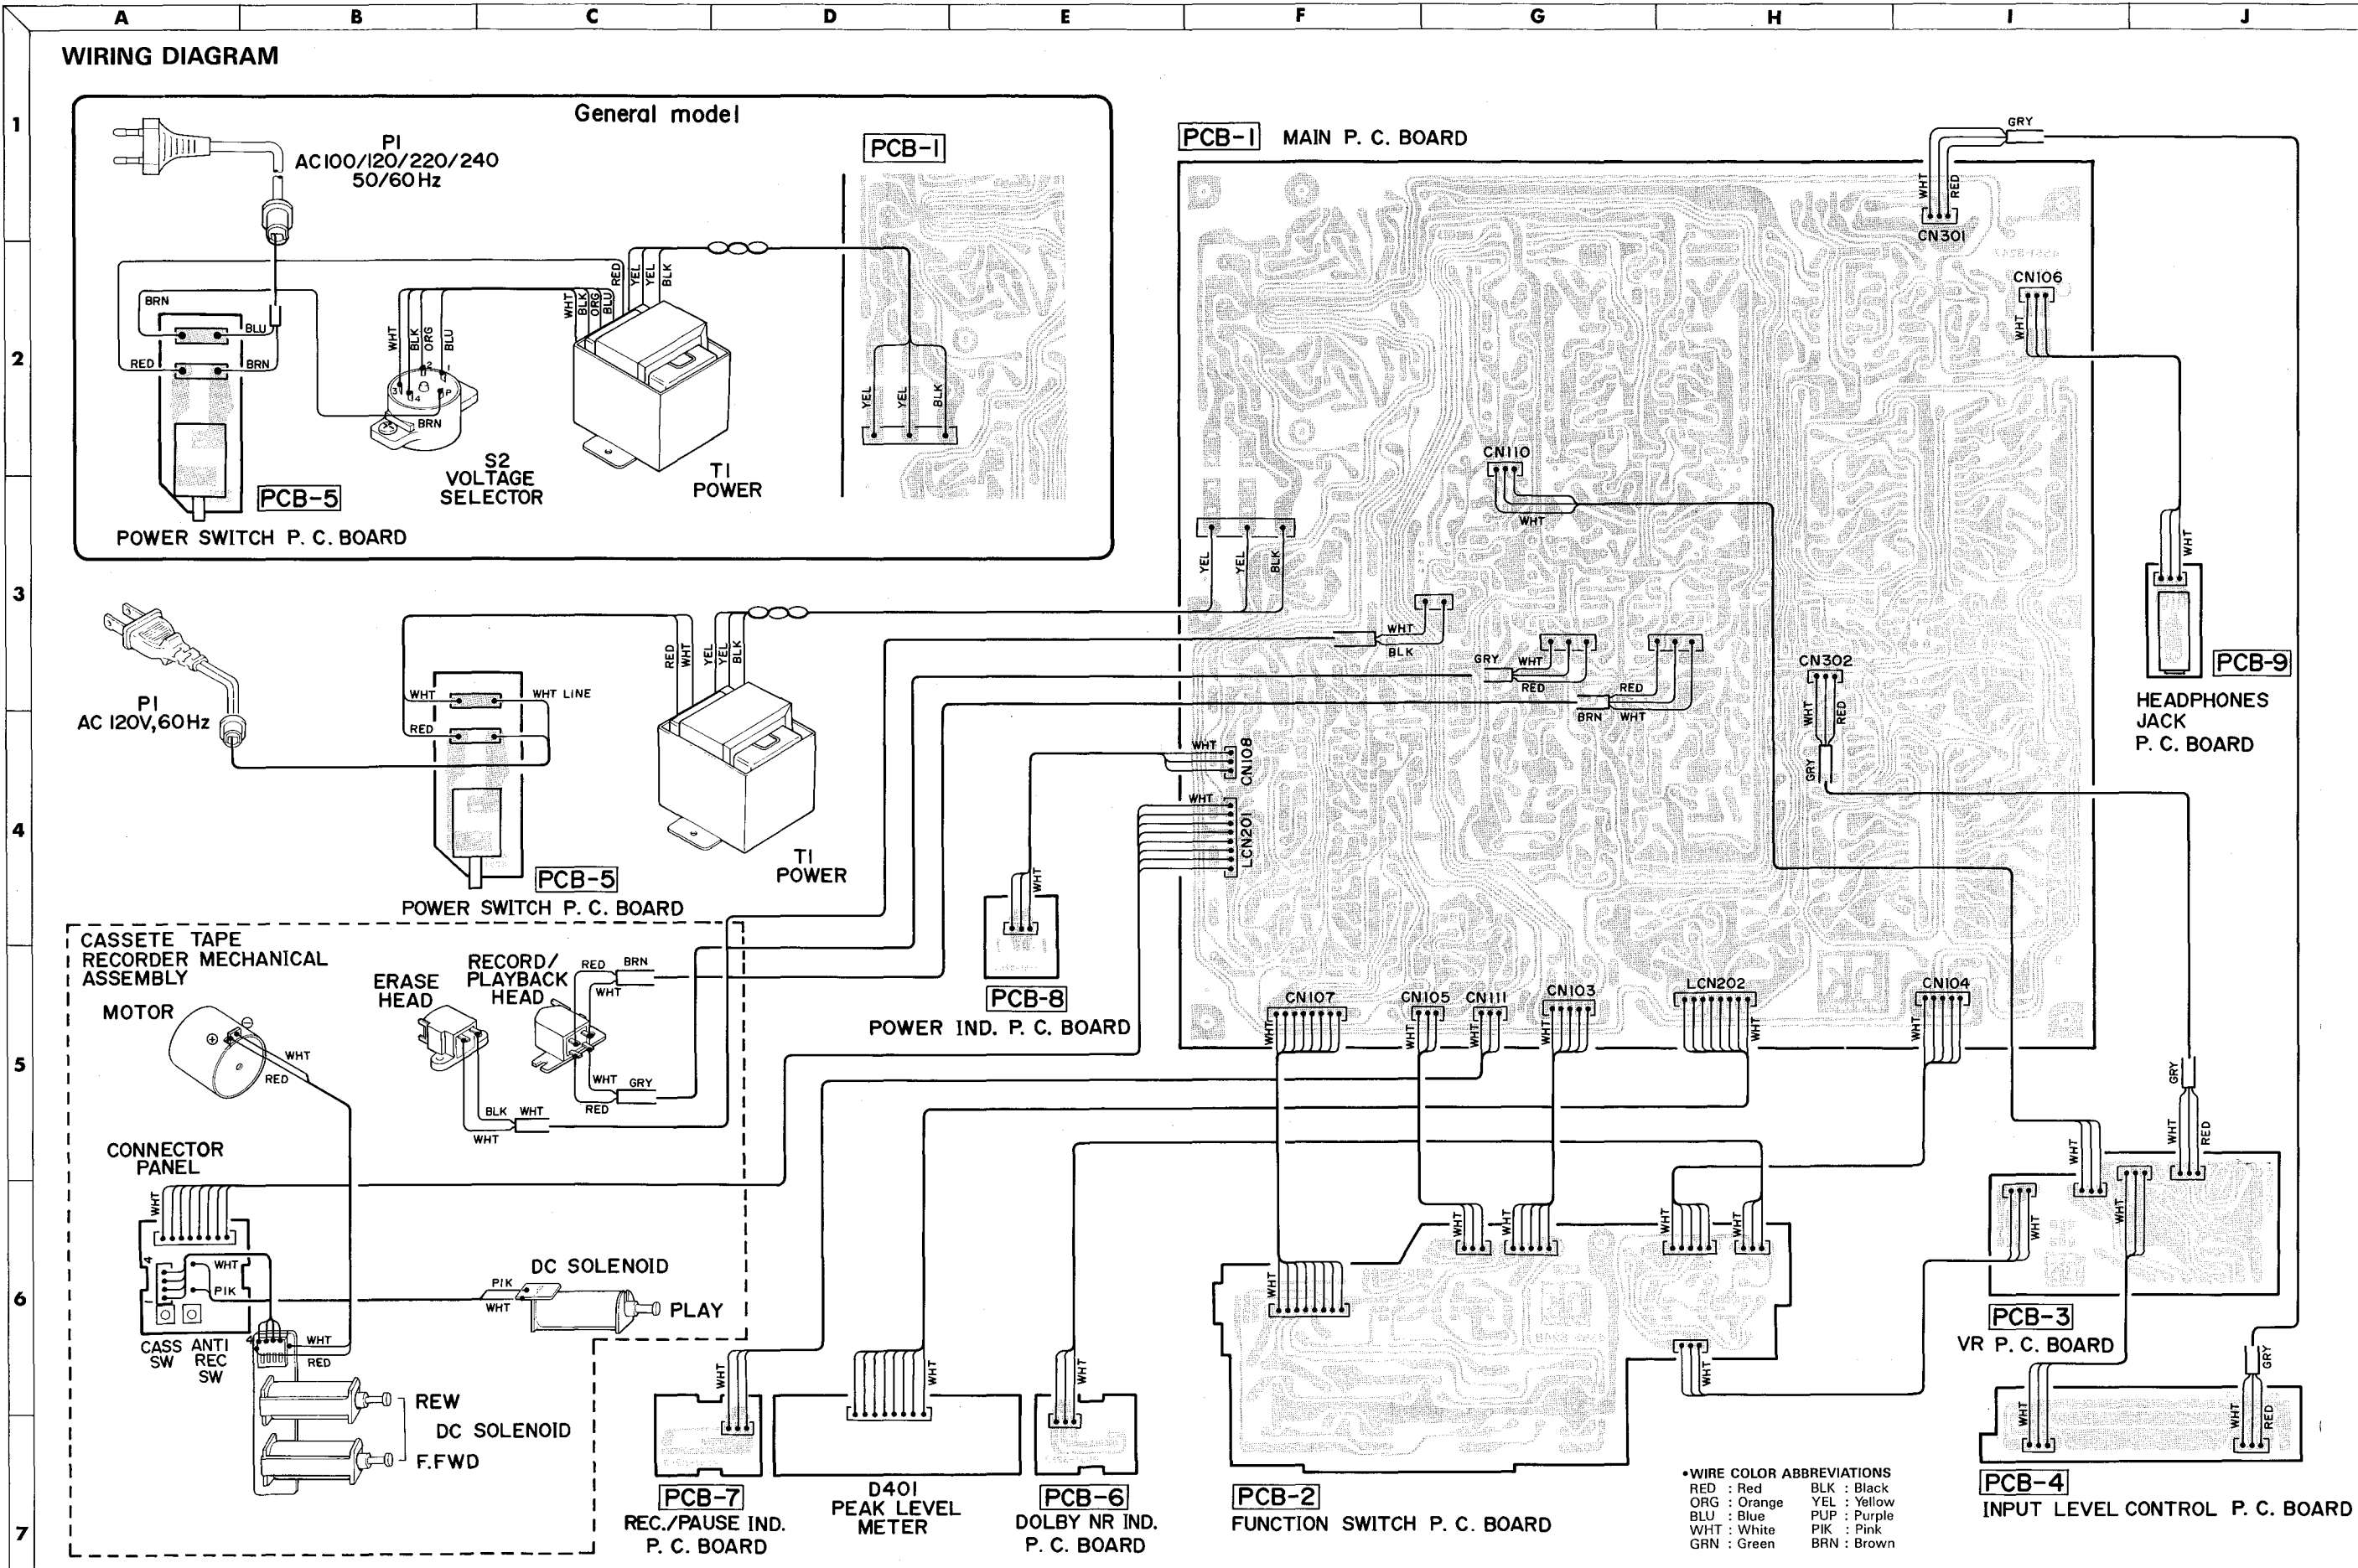 A B C D E F G H I J
1
2
3
4
5
6
7
WIRING DIAGRAM
General model
P1
AC100/120/220/240
50/60Hz
PCB-1
BRN
BLU
RED
BRN
WHT
BLK
ORG
BLU
2
1
3
4
P
BRN
WHT
BLK
ORG
BLU
RED
YEL
YEL
BLK
YEL
YEL
BLK
S2
VOLTAGE
SELECTOR
T1
POWER
PCB-5
POWER SWITCH P. C. BOARD
P1
AC 120V,60Hz
WHT
WHT LINE
RED
RED
WHT
YEL
YEL
BLK
T1
POWER
PCB-5
POWER SWITCH P. C. BOARD
PCB-1 MAIN P. C. BOARD
GRY
WHT
RED
CN301
CN106
WHT
CN110
WHT
YEL
YEL
BLK
WHT
BLK
GRY
WHT
RED
RED
BRN
WHT
CN302
WHT
RED
GRY
WHT
CN108
WHT
LCN201
WHT
PCB-9
HEADPHONES
JACK
P. C. BOARD
WHT
PCB-8
POWER IND. P. C. BOARD
CN107
WHT
CN105
WHT
CN111
WHT
CN103
WHT
LCN202
WHT
CN104
WHT
CASSETE TAPE
RECORDER MECHANICAL
ASSEMBLY
MOTOR
WHT
RED
ERASE
HEAD
RECORD/
PLAYBACK
HEAD
RED
BRN
WHT
WHT
GRY
RED
BLK
WHT
WHT
CONNECTOR
PANEL
WHT
4
WHT
PIK
CASS
SW
ANTI
REC
SW
4
WHT
RED
DC SOLENOID
PIK
WHT
PLAY
REW
DC SOLENOID
F.FWD
WHT
PCB-7
REC./PAUSE IND.
P. C. BOARD
WHT
D401
PEAK LEVEL
METER
WHT
PCB-6
DOLBY NR IND.
P. C. BOARD
WHT
WHT
WHT
WHT
WHT
WHT
PCB-2
FUNCTION SWITCH P. C. BOARD
GRY
WHT
WHT
RED
WHT
WHT
PCB-3
VR P. C. BOARD
GRY
WHT
WHT
RED
PCB-4
INPUT LEVEL CONTROL P. C. BOARD
•WIRE COLOR ABBREVIATIONS
RED : Red BLK : Black
ORG : Orange YEL : Yellow
BLU : Blue PUP : Purple
WHT : White PIK : Pink
GRN : Green BRN : Brown